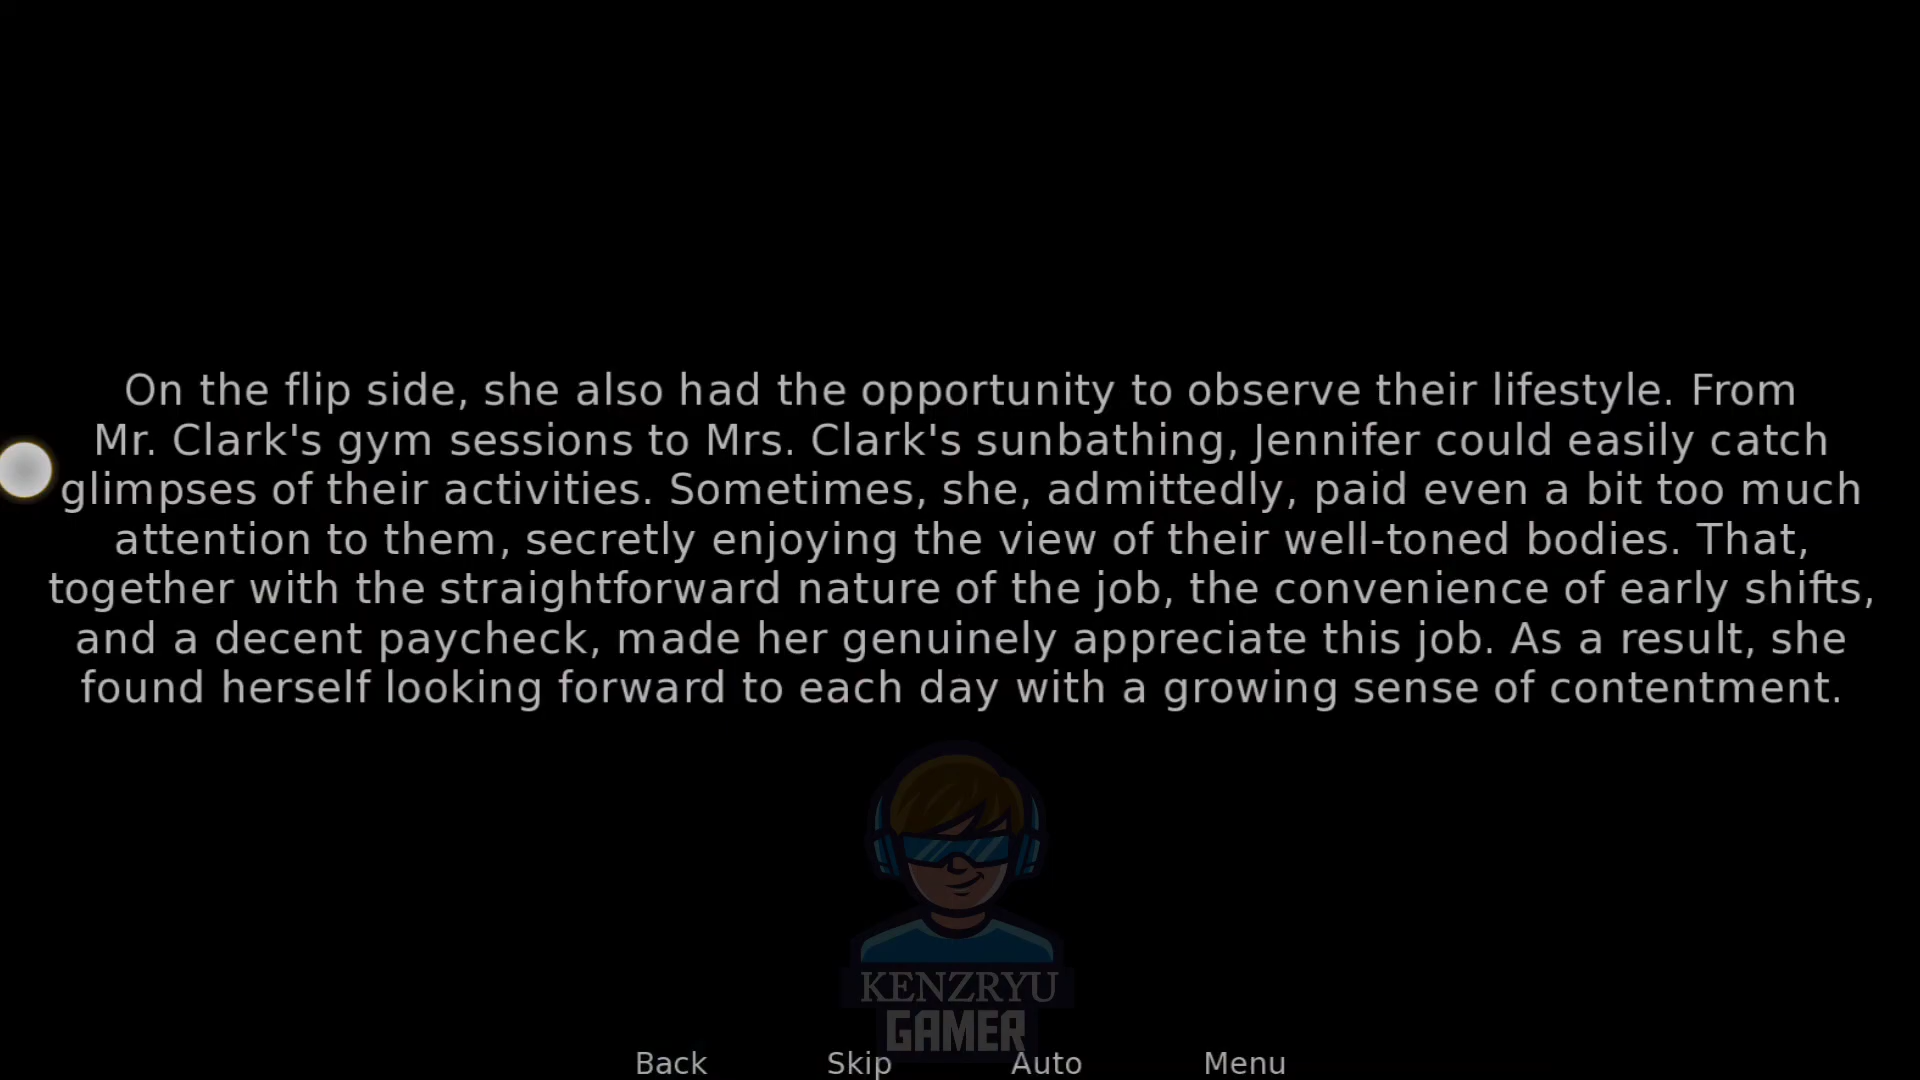 On the flip side, she also had the opportunity to observe their lifestyle. From
Mr. Clark's gym sessions to Mrs. Clark's sunbathing, Jennifer could easily catch
glimpses of their activities. Sometimes, she, admittedly, paid even a bit too much
attention to them, secretly enjoying the view of their well-toned bodies. That,
together with the straightforward nature of the job, the convenience of early shifts,
and a decent paycheck, made her genuinely appreciate this job. As a result, she
found herself looking forward to each day with a growing sense of contentment.
KENZRYU
GAMER
Back Skip Auto Menu